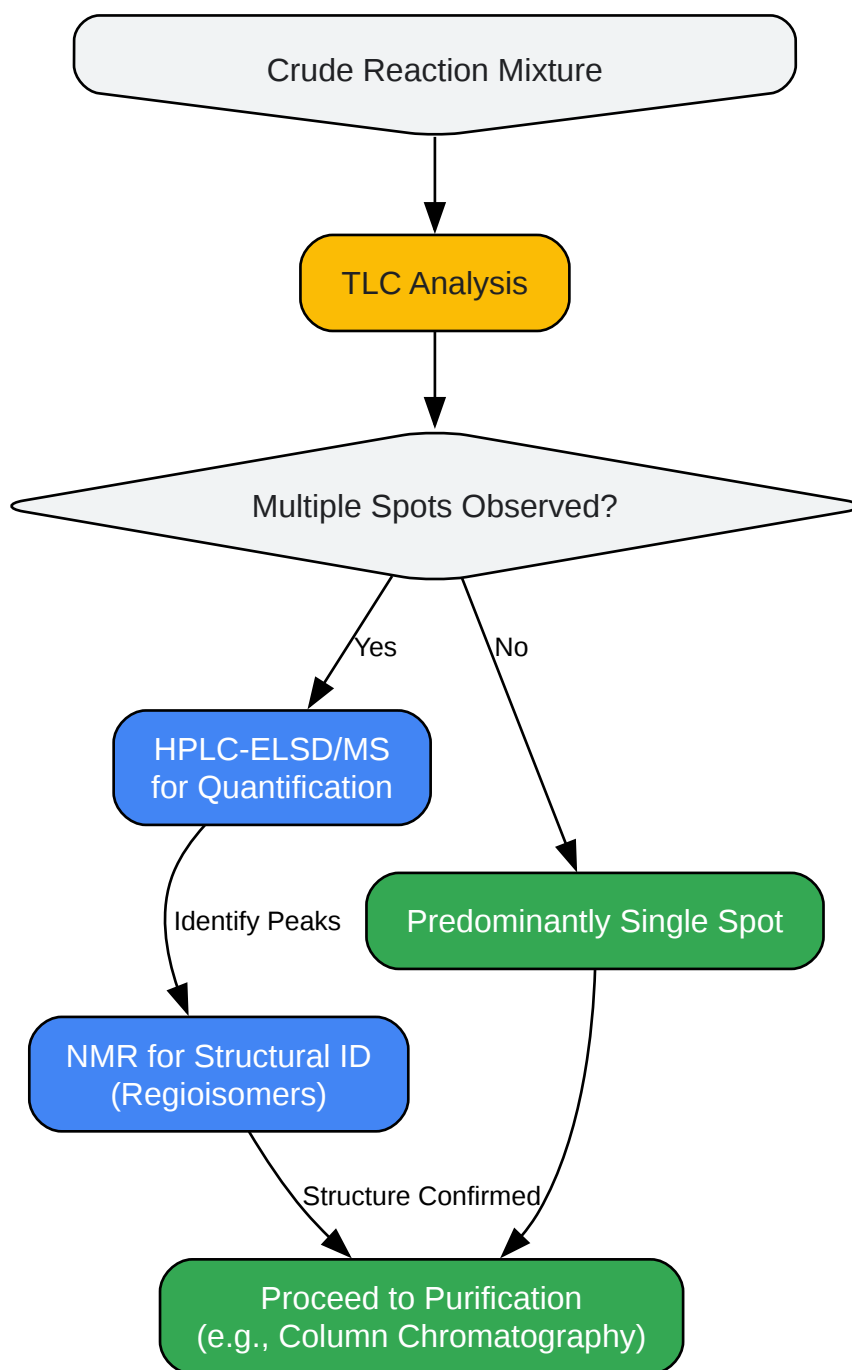 Crude Reaction Mixture
TLC Analysis
Multiple Spots Observed?
Yes
No
HPLC-ELSD/MS
for Quantification
Identify Peaks
Predominantly Single Spot
NMR for Structural ID
(Regioisomers)
Structure Confirmed
Proceed to Purification
(e.g., Column Chromatography)